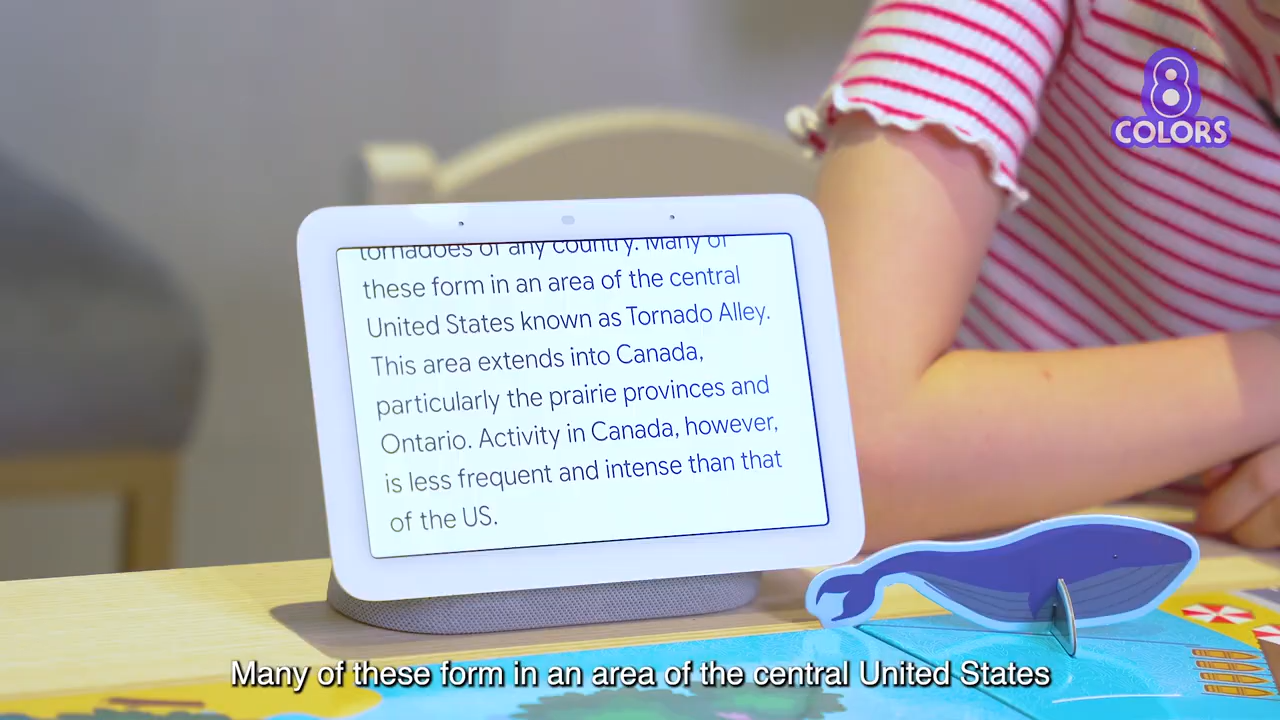 8
COLORS
tornadoes of any country. Many of
these form in an area of the central
United States known as Tornado Alley.
This area extends into Canada,
particularly the prairie provinces and
Ontario. Activity in Canada, however,
is less frequent and intense than that
of the US.
Many of these form in an area of the central United States